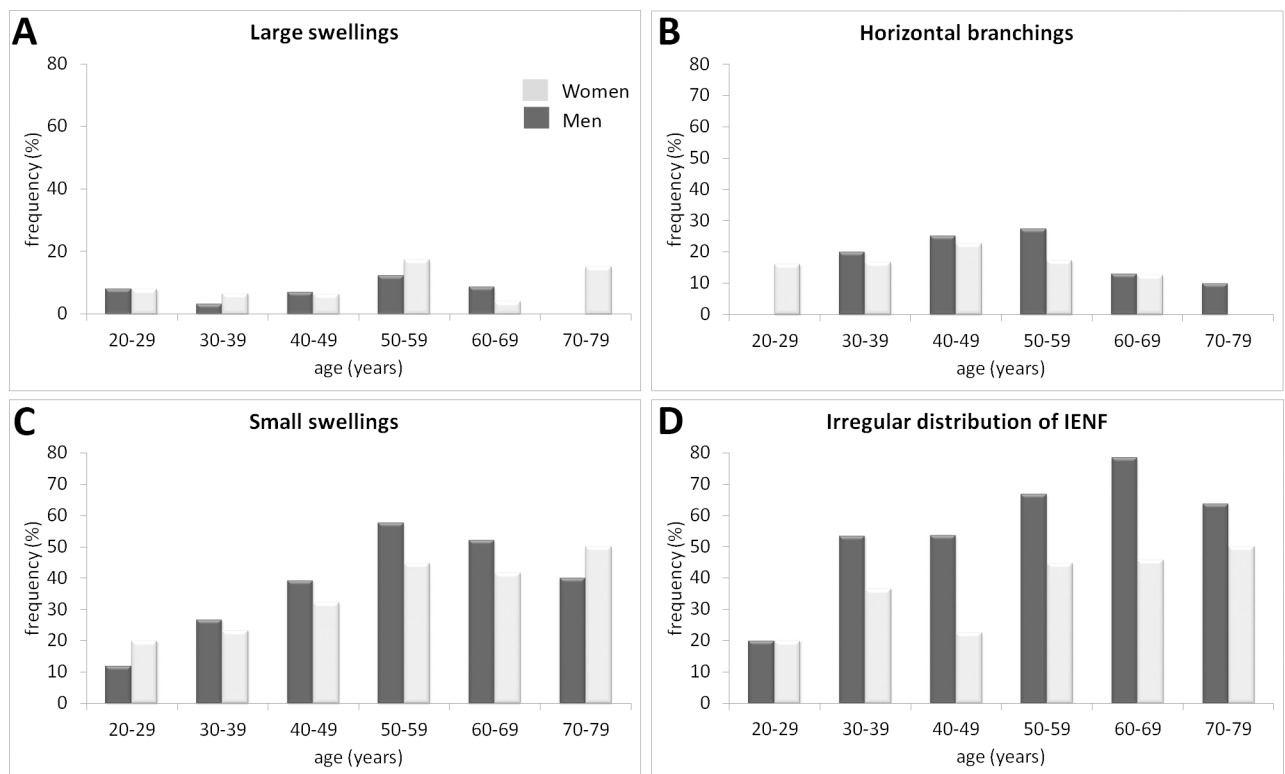 A
Large swellings
80
60
40
20
0
frequency (%)
Women
Men
20-29 30-39 40-49 50-59 60-69 70-79
age (years)
B
Horizontal branchings
80
70
60
50
40
30
20
10
0
frequency (%)
20-29 30-39 40-49 50-59 60-69 70-79
age (years)
C
Small swellings
80
70
60
50
40
30
20
10
0
frequency (%)
20-29 30-39 40-49 50-59 60-69 70-79
age (years)
D
Irregular distribution of IENF
80
70
60
50
40
30
20
10
0
frequency (%)
20-29 30-39 40-49 50-59 60-69 70-79
age (years)